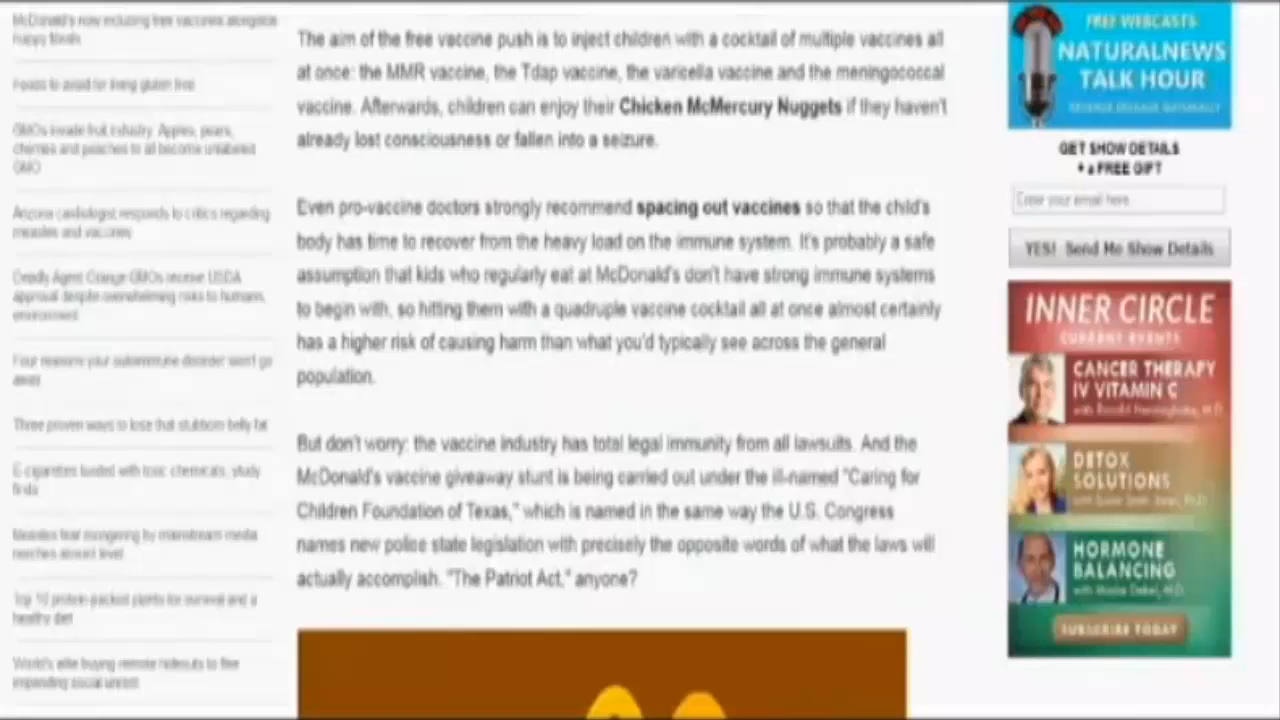 McDonald's now including free vaccines alongside
Happy Meals
Foods to avoid for living gluten free
GMOs invade fruit industry: Apples, pears,
cherries and peaches to all become unlabeled
GMO
Arizona cardiologist responds to critics regarding
measles and vaccines
Deadly Agent Orange GMOs receive USDA
approval despite overwhelming risks to humans,
environment
Four reasons your autoimmune disorder won't go
away
Three proven ways to lose that stubborn belly fat
E-cigarettes loaded with toxic chemicals, study
finds
Measles fear mongering by mainstream media
reaches absurd level
Top 10 protein-packed plants for survival and a
healthy diet
World's elite buying remote hideouts to flee
impending social unrest
The aim of the free vaccine push is to inject children with a cocktail of multiple vaccines all
at once: the MMR vaccine, the Tdap vaccine, the varicella vaccine and the meningococcal
vaccine. Afterwards, children can enjoy their Chicken McMercury Nuggets if they haven't
already lost consciousness or fallen into a seizure.
Even pro-vaccine doctors strongly recommend spacing out vaccines so that the child's
body has time to recover from the heavy load on the immune system. It's probably a safe
assumption that kids who regularly eat at McDonald's don't have strong immune systems
to begin with, so hitting them with a quadruple vaccine cocktail all at once almost certainly
has a higher risk of causing harm than what you'd typically see across the general
population.
But don't worry: the vaccine industry has total legal immunity from all lawsuits. And the
McDonald's vaccine giveaway stunt is being carried out under the ill-named "Caring for
Children Foundation of Texas," which is named in the same way the U.S. Congress
names new police state legislation with precisely the opposite words of what the laws will
actually accomplish. "The Patriot Act," anyone?
FREE WEBCASTS
NATURALNEWS
TALK HOUR
REVERSE DISEASE NATURALLY
GET SHOW DETAILS
+ a FREE GIFT
Enter your email here
YES! Send Me Show Details
INNER CIRCLE
CURRENT EVENTS
CANCER THERAPY
IV VITAMIN C
with M.D.
DETOX
SOLUTIONS
with Ph.D.
HORMONE
BALANCING
with M.D.
SUBSCRIBE TODAY